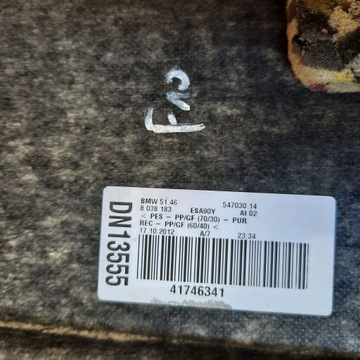 BMW 51.46 547030 14
8 038 183 ESA90Y AI 02
< PES - PP/GF (70/30) - PUR
REC - PP/GF (60/40) <
17.10.2012 A/7 23:34
41746341
DN13555